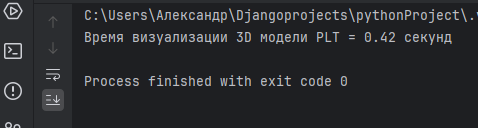 C:\Users\Александр\Djangoprojects\pythonProject\.
Время визуализации 3D модели PLT = 0.42 секунд
Process finished with exit code 0